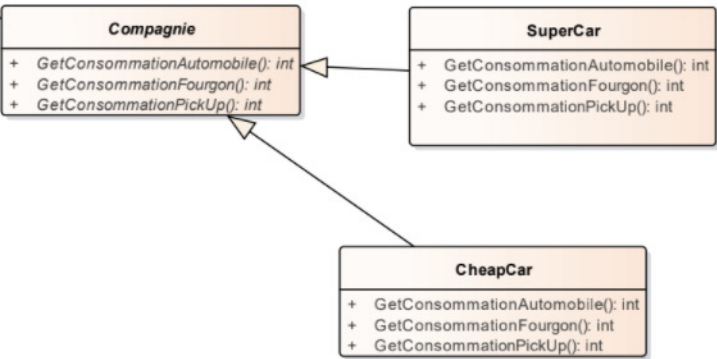 Compagnie
+ GetConsommationAutomobile(): int
+ GetConsommationFourgon(): int
+ GetConsommationPickUp(): int
SuperCar
+ GetConsommationAutomobile(): int
+ GetConsommationFourgon(): int
+ GetConsommationPickUp(): int
CheapCar
+ GetConsommationAutomobile(): int
+ GetConsommationFourgon(): int
+ GetConsommationPickUp(): int